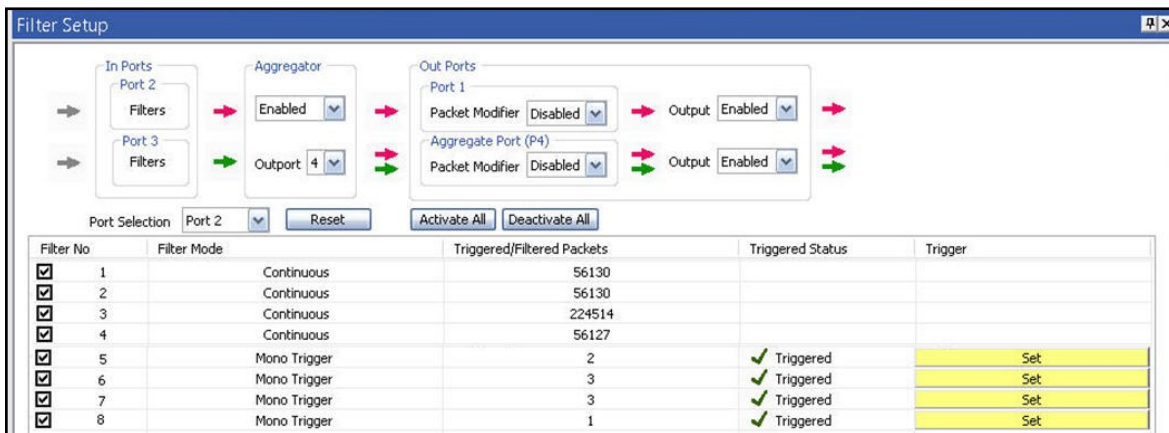 Filter Setup
In Ports Aggregator Out Ports
Port 2 Port 1
Filters Enabled Packet Modifier Disabled Output Enabled
Port 3 Aggregate Port (P4)
Filters Outport 4 Packet Modifier Disabled Output Enabled
Port Selection Port 2 Reset Activate All Deactivate All
Filter No Filter Mode Triggered/Filtered Packets Triggered Status Trigger
1 Continuous 56130
2 Continuous 56130
3 Continuous 224514
4 Continuous 56127
5 Mono Trigger 2 Triggered Set
6 Mono Trigger 3 Triggered Set
7 Mono Trigger 3 Triggered Set
8 Mono Trigger 1 Triggered Set